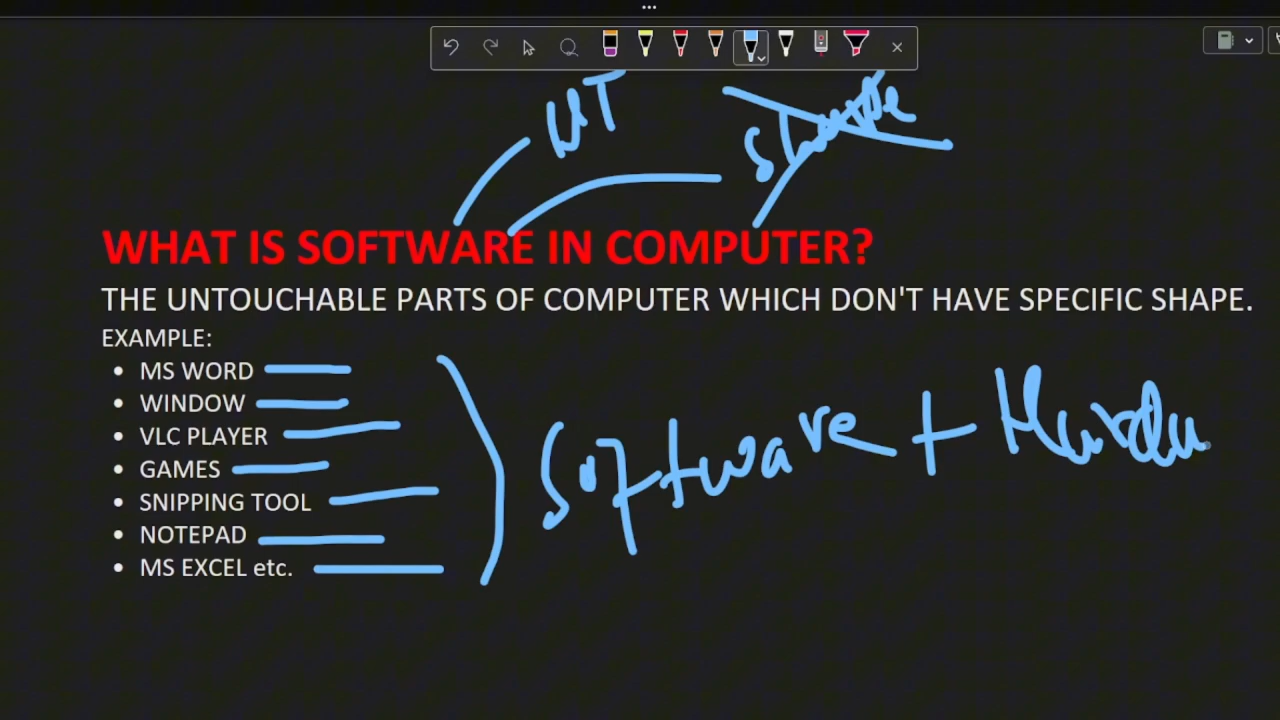 UT
WHAT IS SOFTWARE IN COMPUTER?
THE UNTOUCHABLE PARTS OF COMPUTER WHICH DON'T HAVE SPECIFIC SHAPE.
EXAMPLE:
• MS WORD
• WINDOW
• VLC PLAYER
• GAMES
• SNIPPING TOOL
• NOTEPAD
• MS EXCEL etc.
Software +